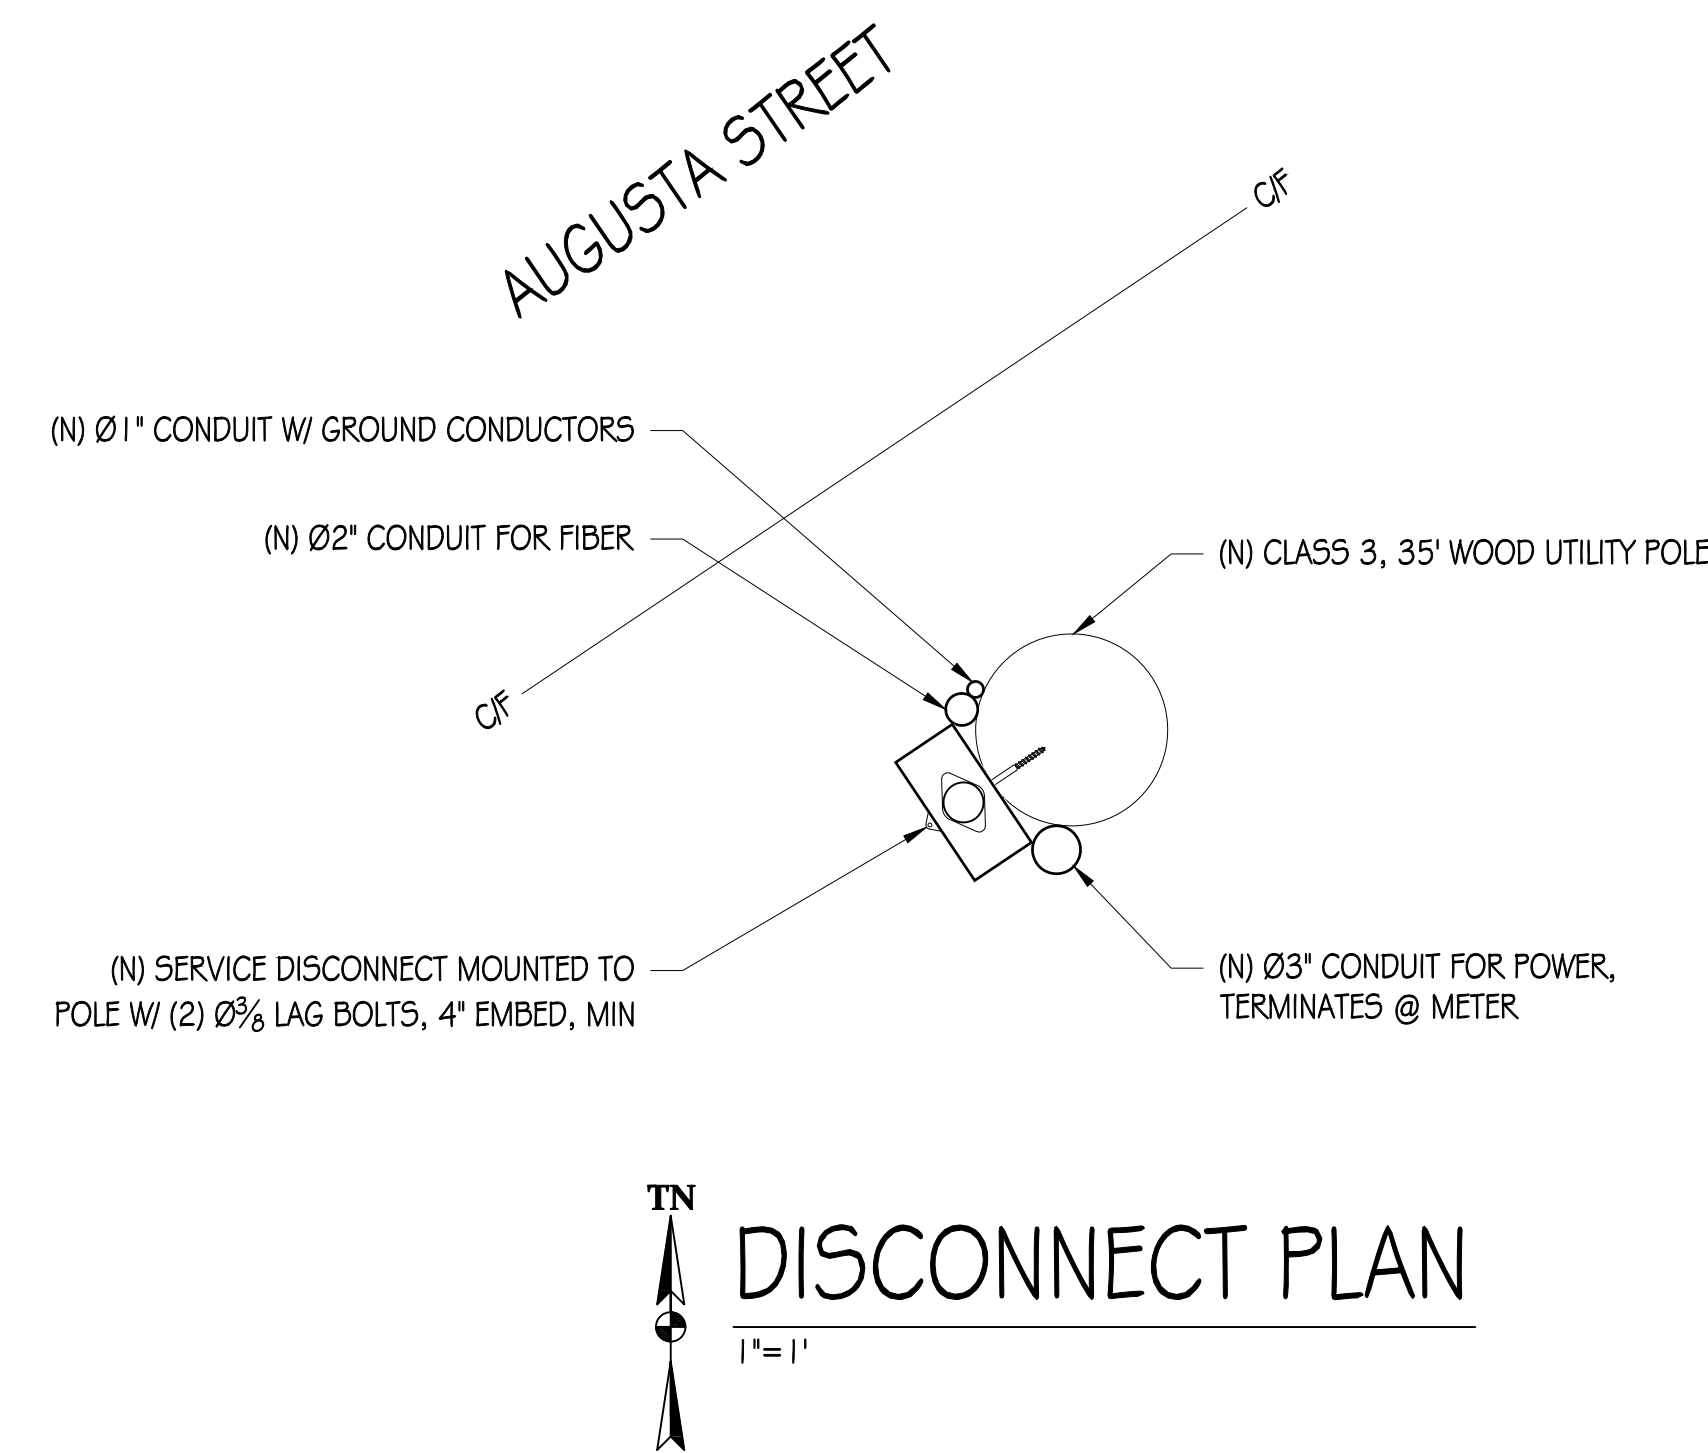 AUGUSTA STREET
C/F
(N) Ø1" CONDUIT W/ GROUND CONDUCTORS
(N) Ø2" CONDUIT FOR FIBER
(N) CLASS 3, 35' WOOD UTILITY POLE
C/F
(N) SERVICE DISCONNECT MOUNTED TO
POLE W/ (2) Ø⅜ LAG BOLTS, 4" EMBED, MIN
(N) Ø3" CONDUIT FOR POWER,
TERMINATES @ METER
TN
DISCONNECT PLAN
1"=1'